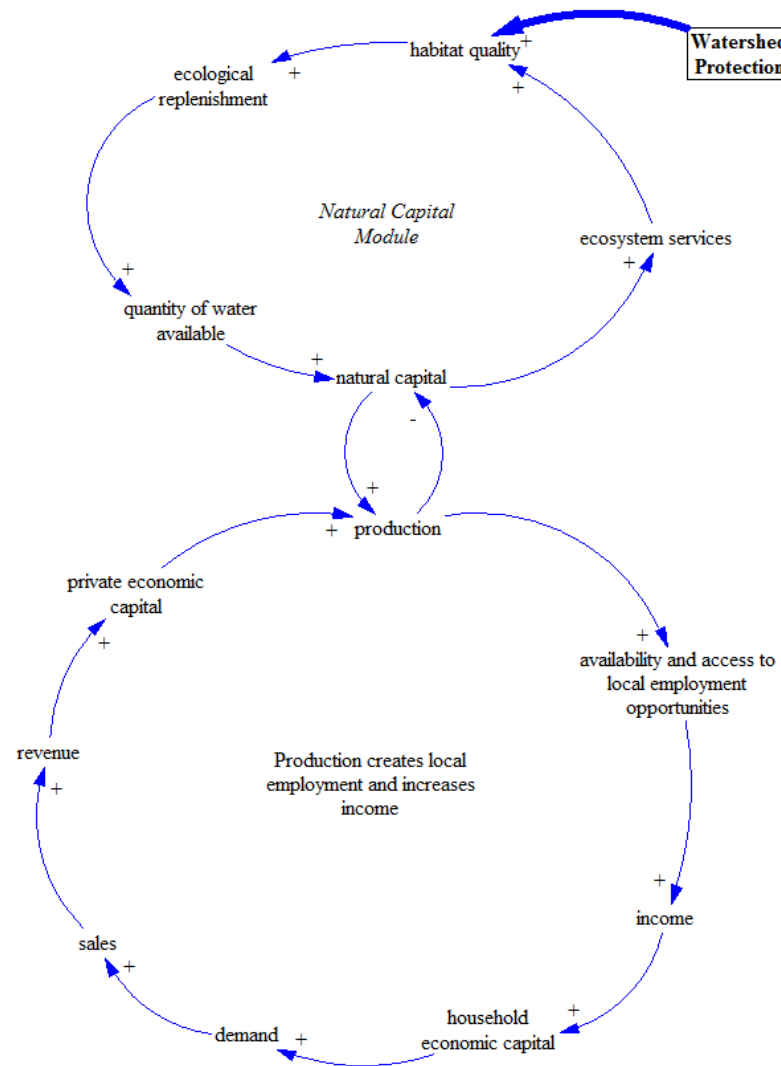 Watershed
Protection
habitat quality
+
+
ecological
replenishment
+
Natural Capital
Module
ecosystem services
+
+
quantity of water
available
+
natural capital
-
+
production
+
private economic
capital
+
+
availability and access to
local employment
opportunities
revenue
+
Production creates local
employment and increases
income
+
income
sales
+
+
household
economic capital
demand
+